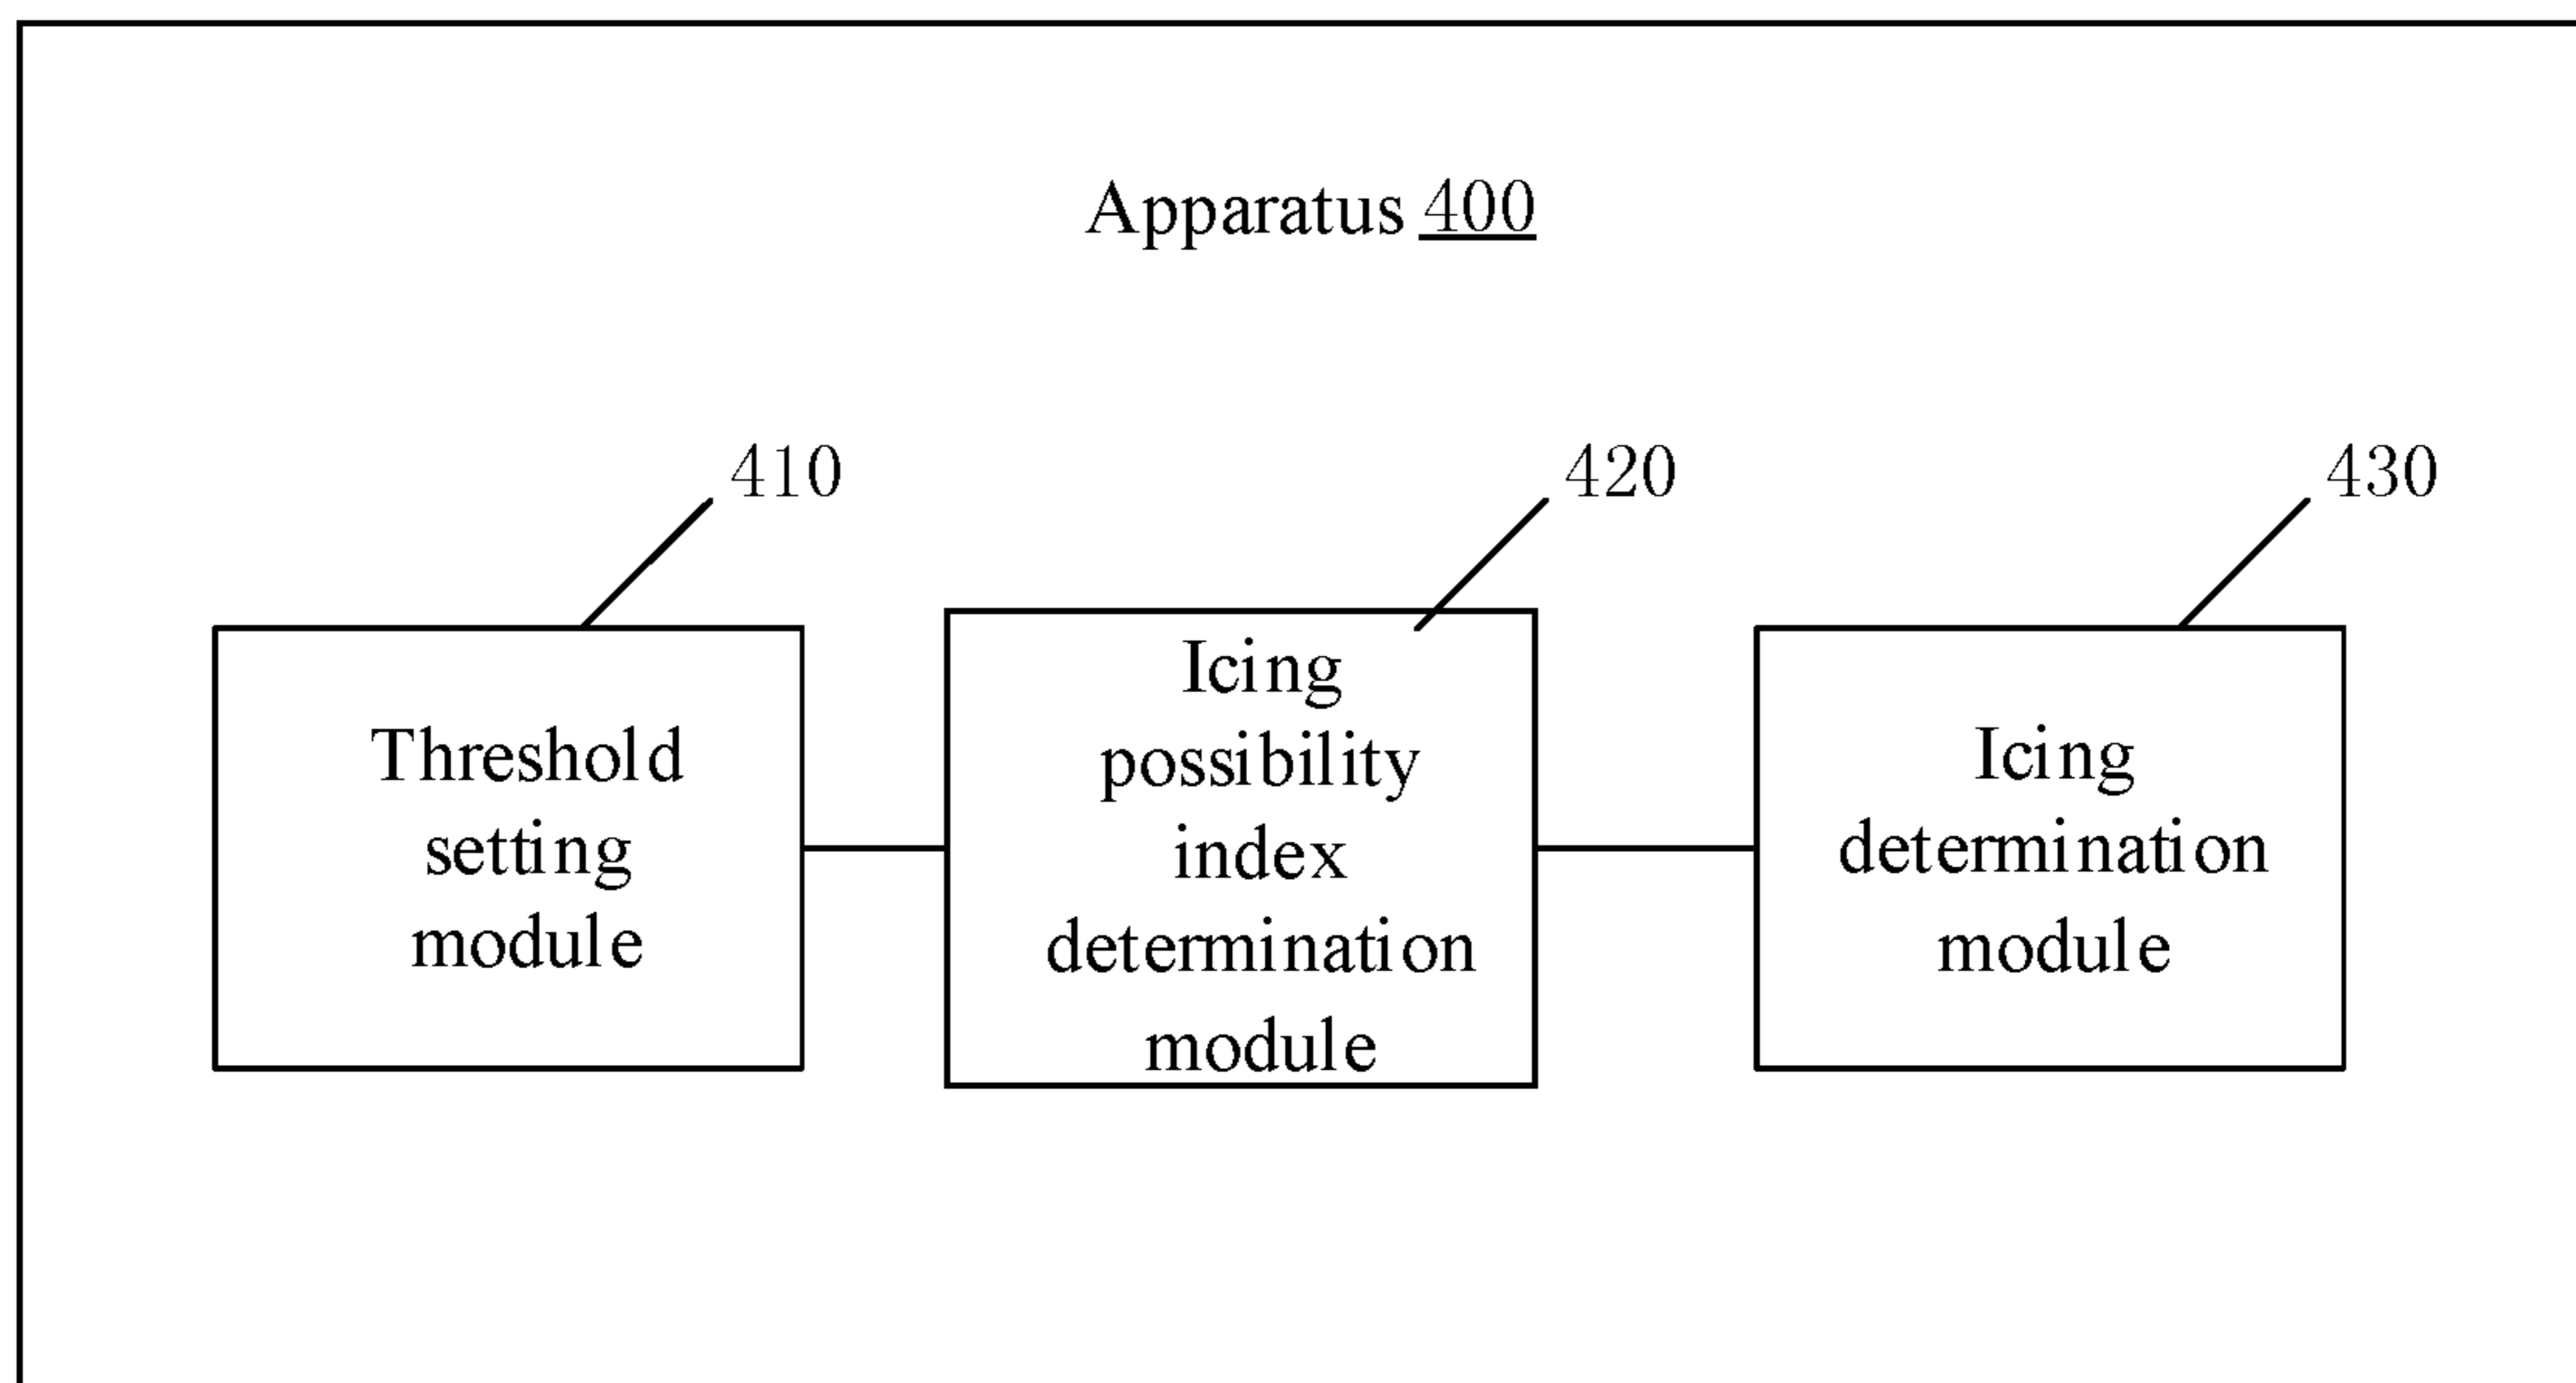 Apparatus 400
410
420
430
Threshold
setting
module
Icing
possibility
index
determination
module
Icing
determination
module